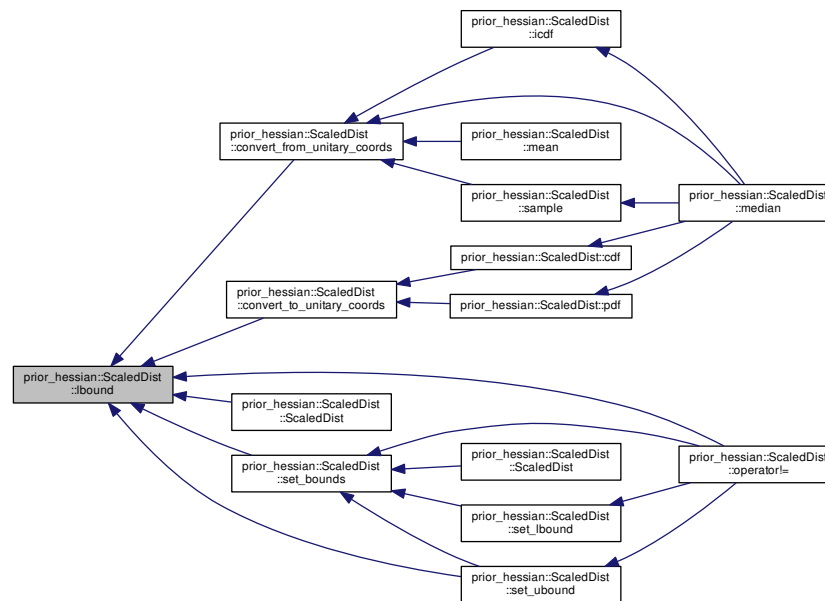 prior_hessian::ScaledDist
::icdf
prior_hessian::ScaledDist
::convert_from_unitary_coords
prior_hessian::ScaledDist
::mean
prior_hessian::ScaledDist
::sample
prior_hessian::ScaledDist
::median
prior_hessian::ScaledDist::cdf
prior_hessian::ScaledDist
::convert_to_unitary_coords
prior_hessian::ScaledDist::pdf
prior_hessian::ScaledDist
::lbound
prior_hessian::ScaledDist
::ScaledDist
prior_hessian::ScaledDist
::set_bounds
prior_hessian::ScaledDist
::ScaledDist
prior_hessian::ScaledDist
::operator!=
prior_hessian::ScaledDist
::set_lbound
prior_hessian::ScaledDist
::set_ubound